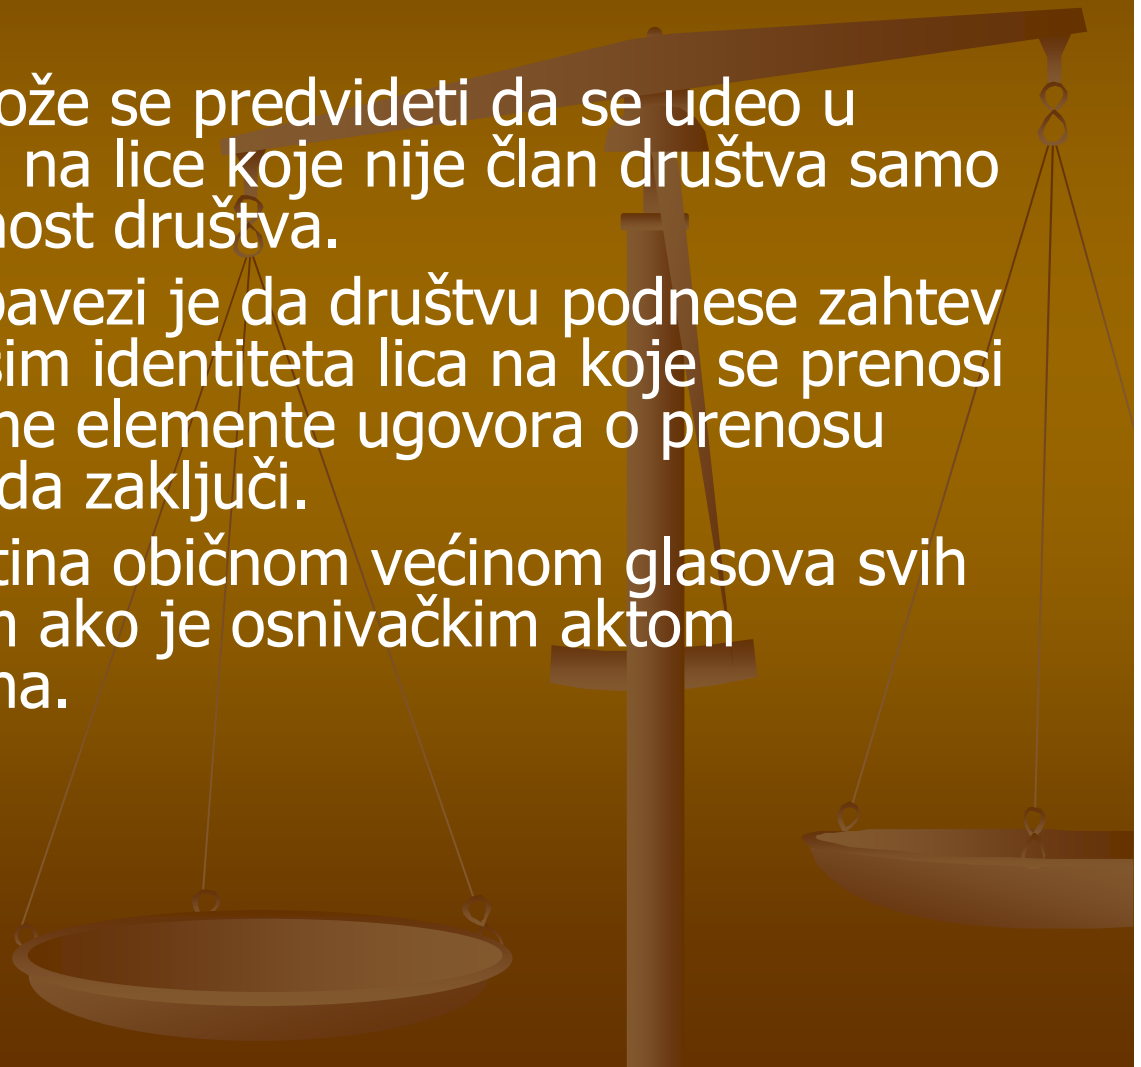 ože se predvideti da se udeo u
na lice koje nije član društva samo
nost društva.
bavezi je da društvu podnese zahtev
sim identiteta lica na koje se prenosi
ne elemente ugovora o prenosu
da zaključi.
tina običnom većinom glasova svih
m ako je osnivačkim aktom
na.